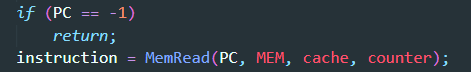 if (PC == -1)
    return;
instruction = MemRead(PC, MEM, cache, counter);